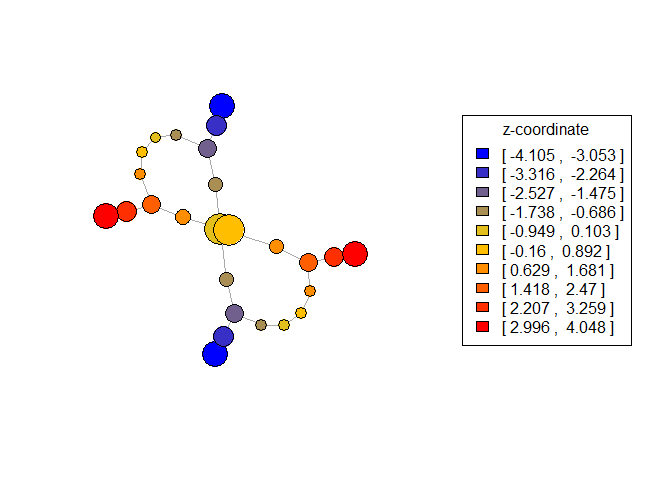 z-coordinate
[ -4.105 ,  -3.053 ]
[ -3.316 ,  -2.264 ]
[ -2.527 ,  -1.475 ]
[ -1.738 ,  -0.686 ]
[ -0.949 ,  0.103 ]
[ -0.16 ,  0.892 ]
[ 0.629 ,  1.681 ]
[ 1.418 ,  2.47 ]
[ 2.207 ,  3.259 ]
[ 2.996 ,  4.048 ]